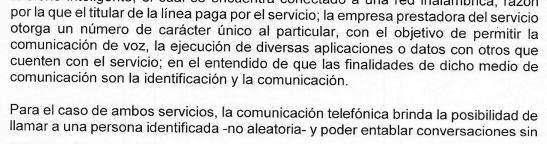 inteligente, el cual se encuentra conectado a una red inalámbrica, razón
por la que el titular de la línea paga por el servicio; la empresa prestadora del servicio
otorga un número de carácter único al particular, con el objetivo de permitir la
comunicación de voz, la ejecución de diversas aplicaciones o datos con otros que
cuenten con el servicio; en el entendido de que las finalidades de dicho medio de
comunicación son la identificación y la comunicación.
Para el caso de ambos servicios, la comunicación telefónica brinda la posibilidad de
llamar a una persona identificada -no aleatoria- y poder entablar conversaciones sin